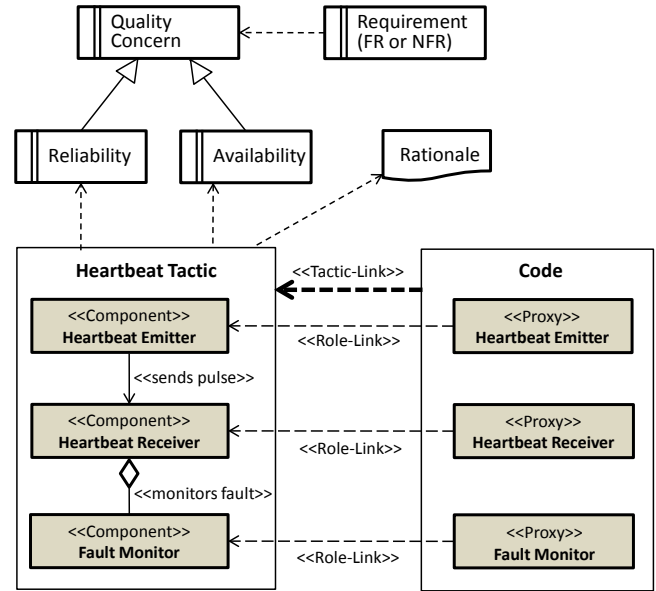 Quality
Concern
Requirement
(FR or NFR)
Reliability
Availability
Rationale
Heartbeat Tactic
<<Tactic-Link>>
Code
<<Component>>
Heartbeat Emitter
<<Role-Link>>
<<Proxy>>
Heartbeat Emitter
<<sends pulse>>
<<Component>>
Heartbeat Receiver
<<Role-Link>>
<<Proxy>>
Heartbeat Receiver
<<monitors fault>>
<<Component>>
Fault Monitor
<<Role-Link>>
<<Proxy>>
Fault Monitor